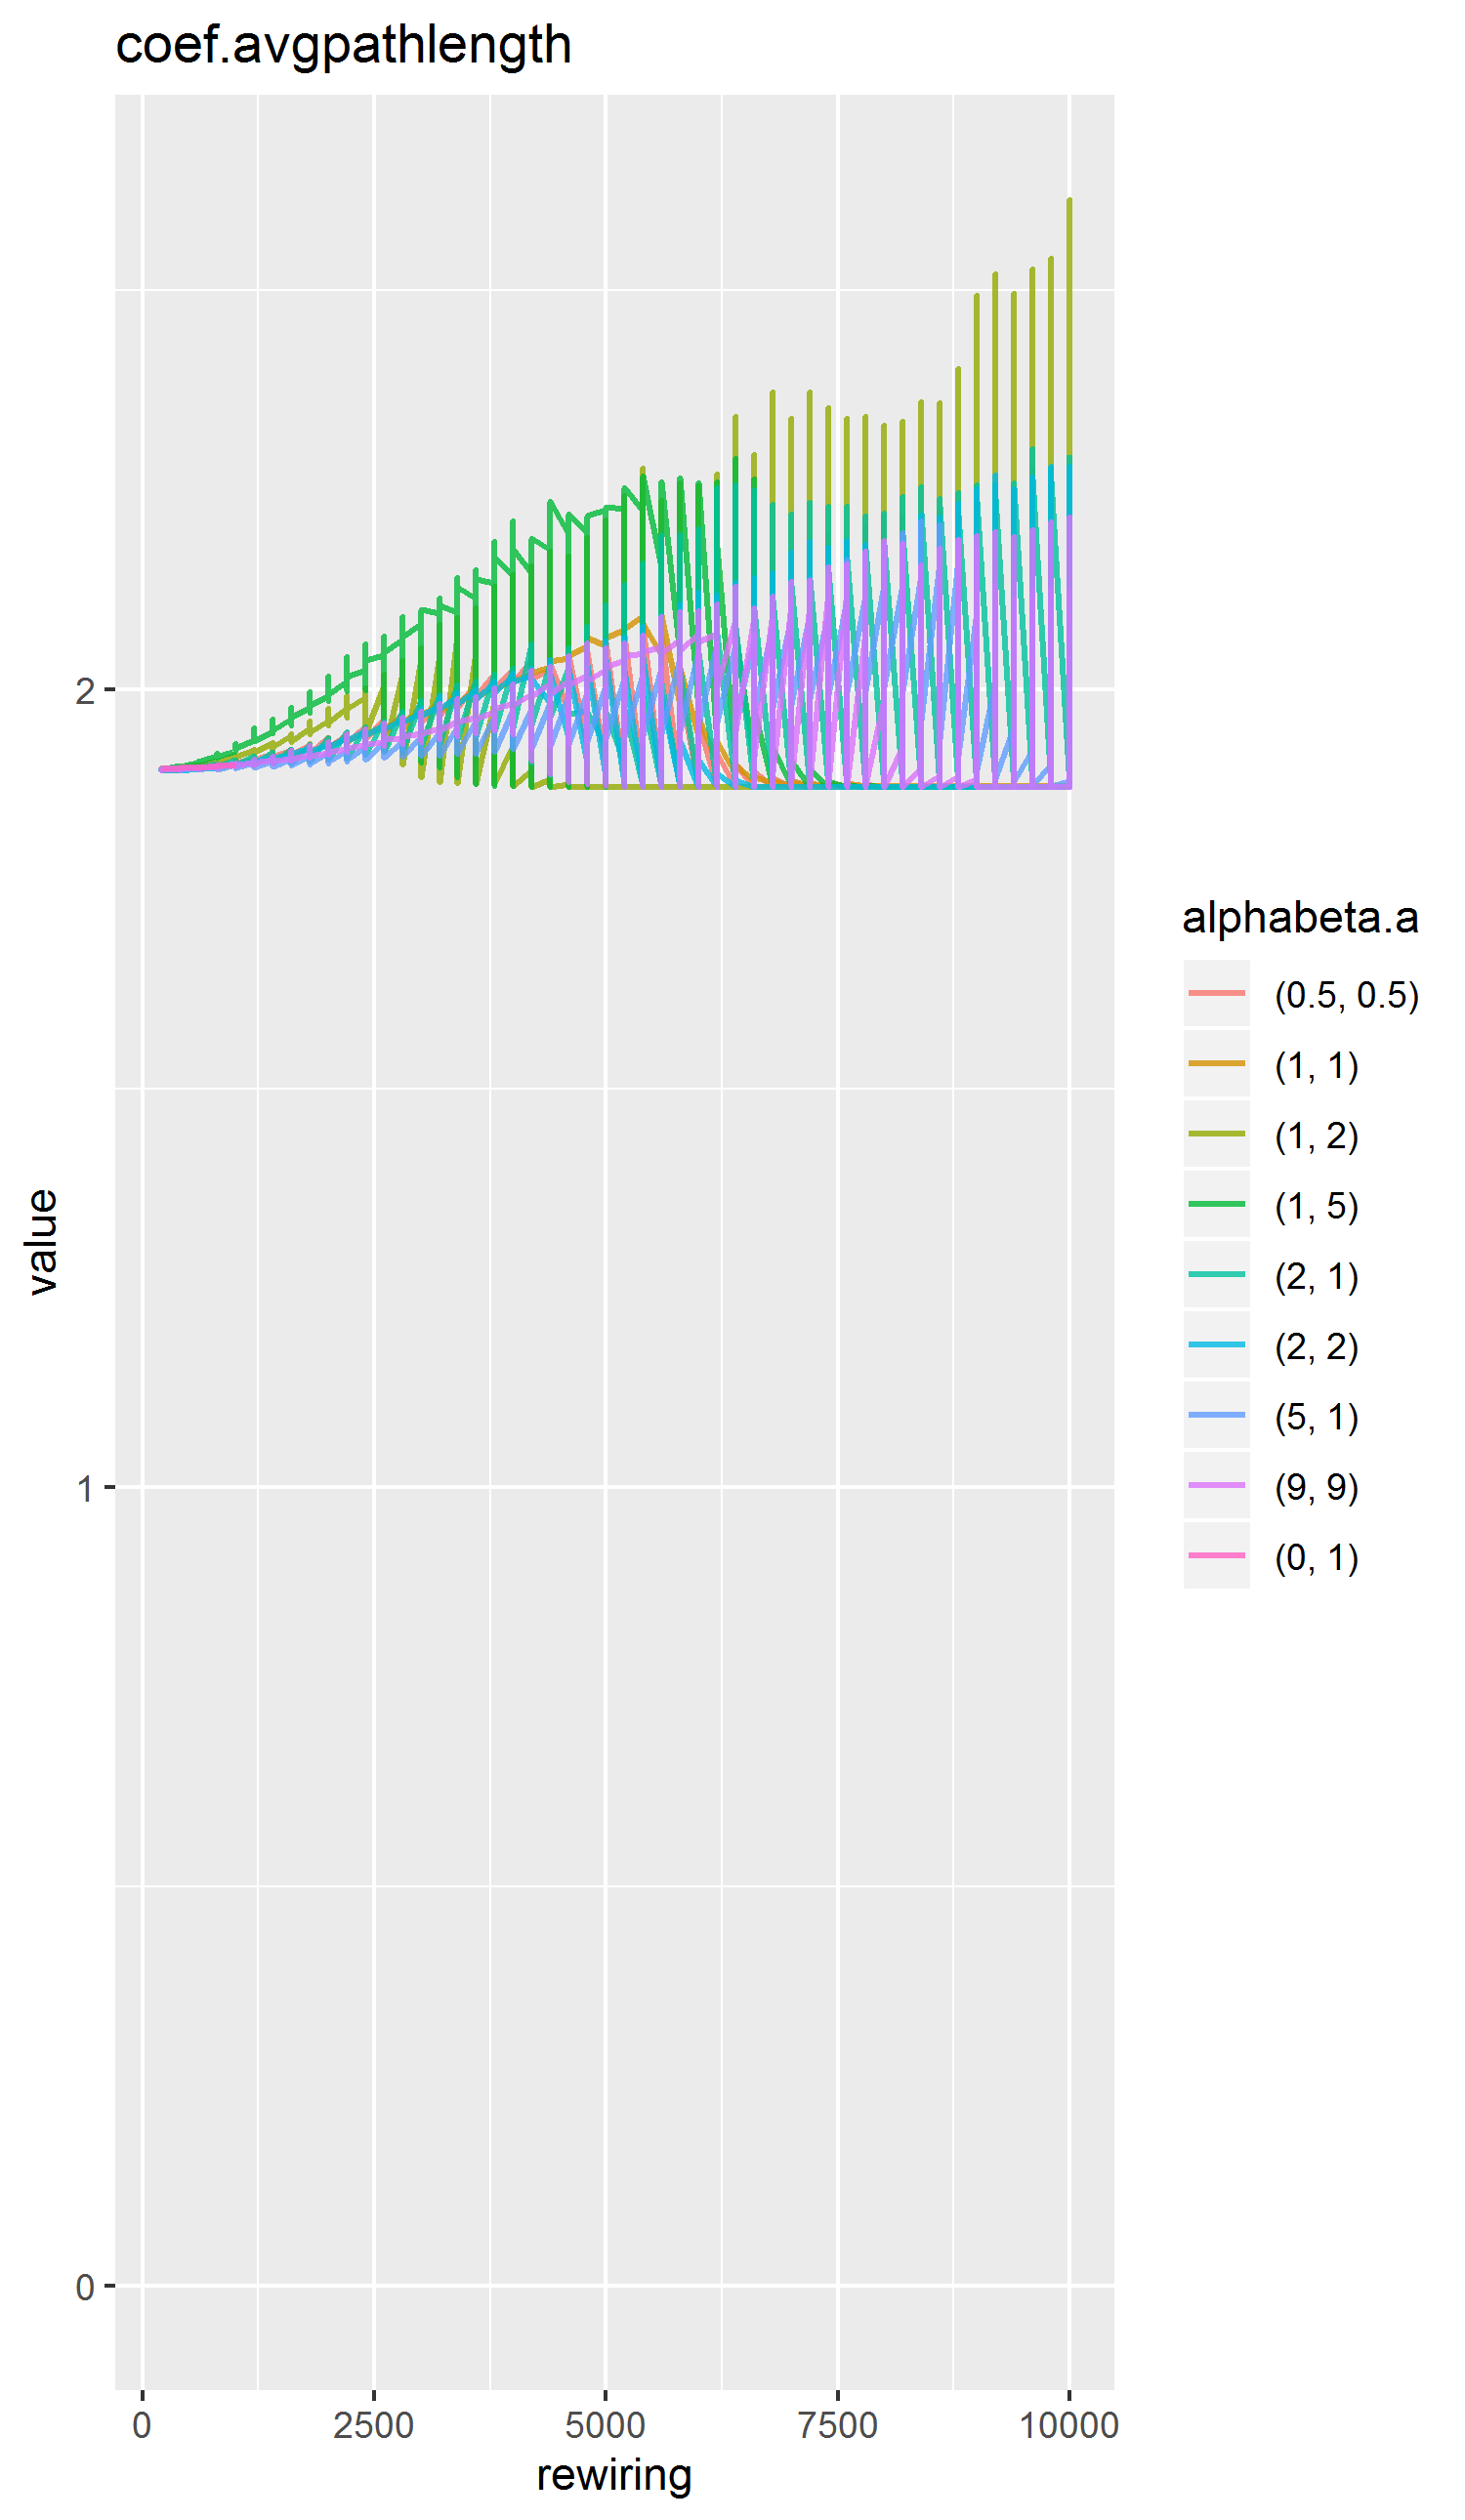 coef.avgpathlength
2
1
0
value
0 2500 5000 7500 10000
rewiring
alphabeta.a
(0.5, 0.5)
(1, 1)
(1, 2)
(1, 5)
(2, 1)
(2, 2)
(5, 1)
(9, 9)
(0, 1)